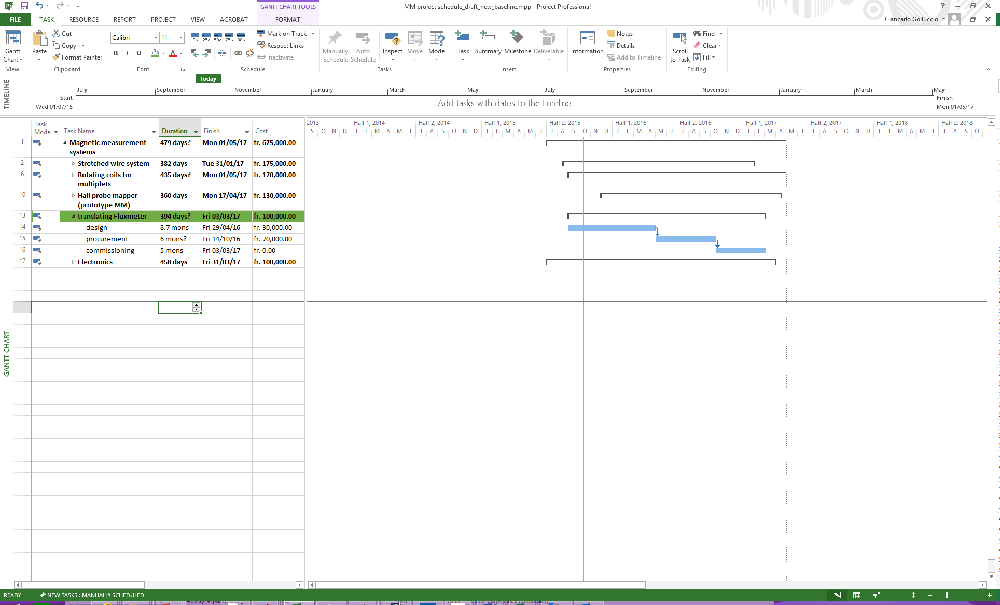 GANTT CHART TOOLS
MM project schedule_draft_new_baseline.mpp - Project Professional
FILE TASK RESOURCE REPORT PROJECT VIEW ACROBAT FORMAT
Giancarlo Golluccio
Gantt Chart
View
Paste
Cut
Copy
Format Painter
Clipboard
Calibri 11
B I U A
Font
0% 25% 50% 75% 100%
Mark on Track
Respect Links
Inactivate
Schedule
Manually Schedule
Auto Schedule
Inspect
Move
Mode
Tasks
Task
Summary
Milestone
Deliverable
Insert
Information
Notes
Details
Add to Timeline
Properties
Scroll to Task
Find
Clear
Fill
Editing
TIMELINE
Today
July September November January March May July September November January March May
Start
Wed 01/07/15
Add tasks with dates to the timeline
Finish
Mon 01/05/17
Task Mode Task Name Duration Finish Cost
2013 Half 1, 2014 Half 2, 2014 Half 1, 2015 Half 2, 2015 Half 1, 2016 Half 2, 2016 Half 1, 2017 Half 2, 2017 Half 1, 2018 Half 2, 2018
S O N D J F M A M J J A S O N D J F M A M J J A S O N D J F M A M J J A S O N D J F M A M J J A S O N D J F M A M J J A S O
1 Magnetic measurement systems 479 days? Mon 01/05/17 fr. 675,000.00
2 Stretched wire system 382 days Tue 31/01/17 fr. 175,000.00
6 Rotating coils for multiplets 435 days? Mon 01/05/17 fr. 170,000.00
10 Hall probe mapper (prototype MM) 360 days Mon 17/04/17 fr. 130,000.00
13 translating Fluxmeter 394 days? Fri 03/03/17 fr. 100,000.00
14 design 8.7 mons Fri 29/04/16 fr. 30,000.00
15 procurement 6 mons? Fri 14/10/16 fr. 70,000.00
16 commissioning 5 mons Fri 03/03/17 fr. 0.00
17 Electronics 458 days Fri 31/03/17 fr. 100,000.00
GANTT CHART
READY NEW TASKS : MANUALLY SCHEDULED